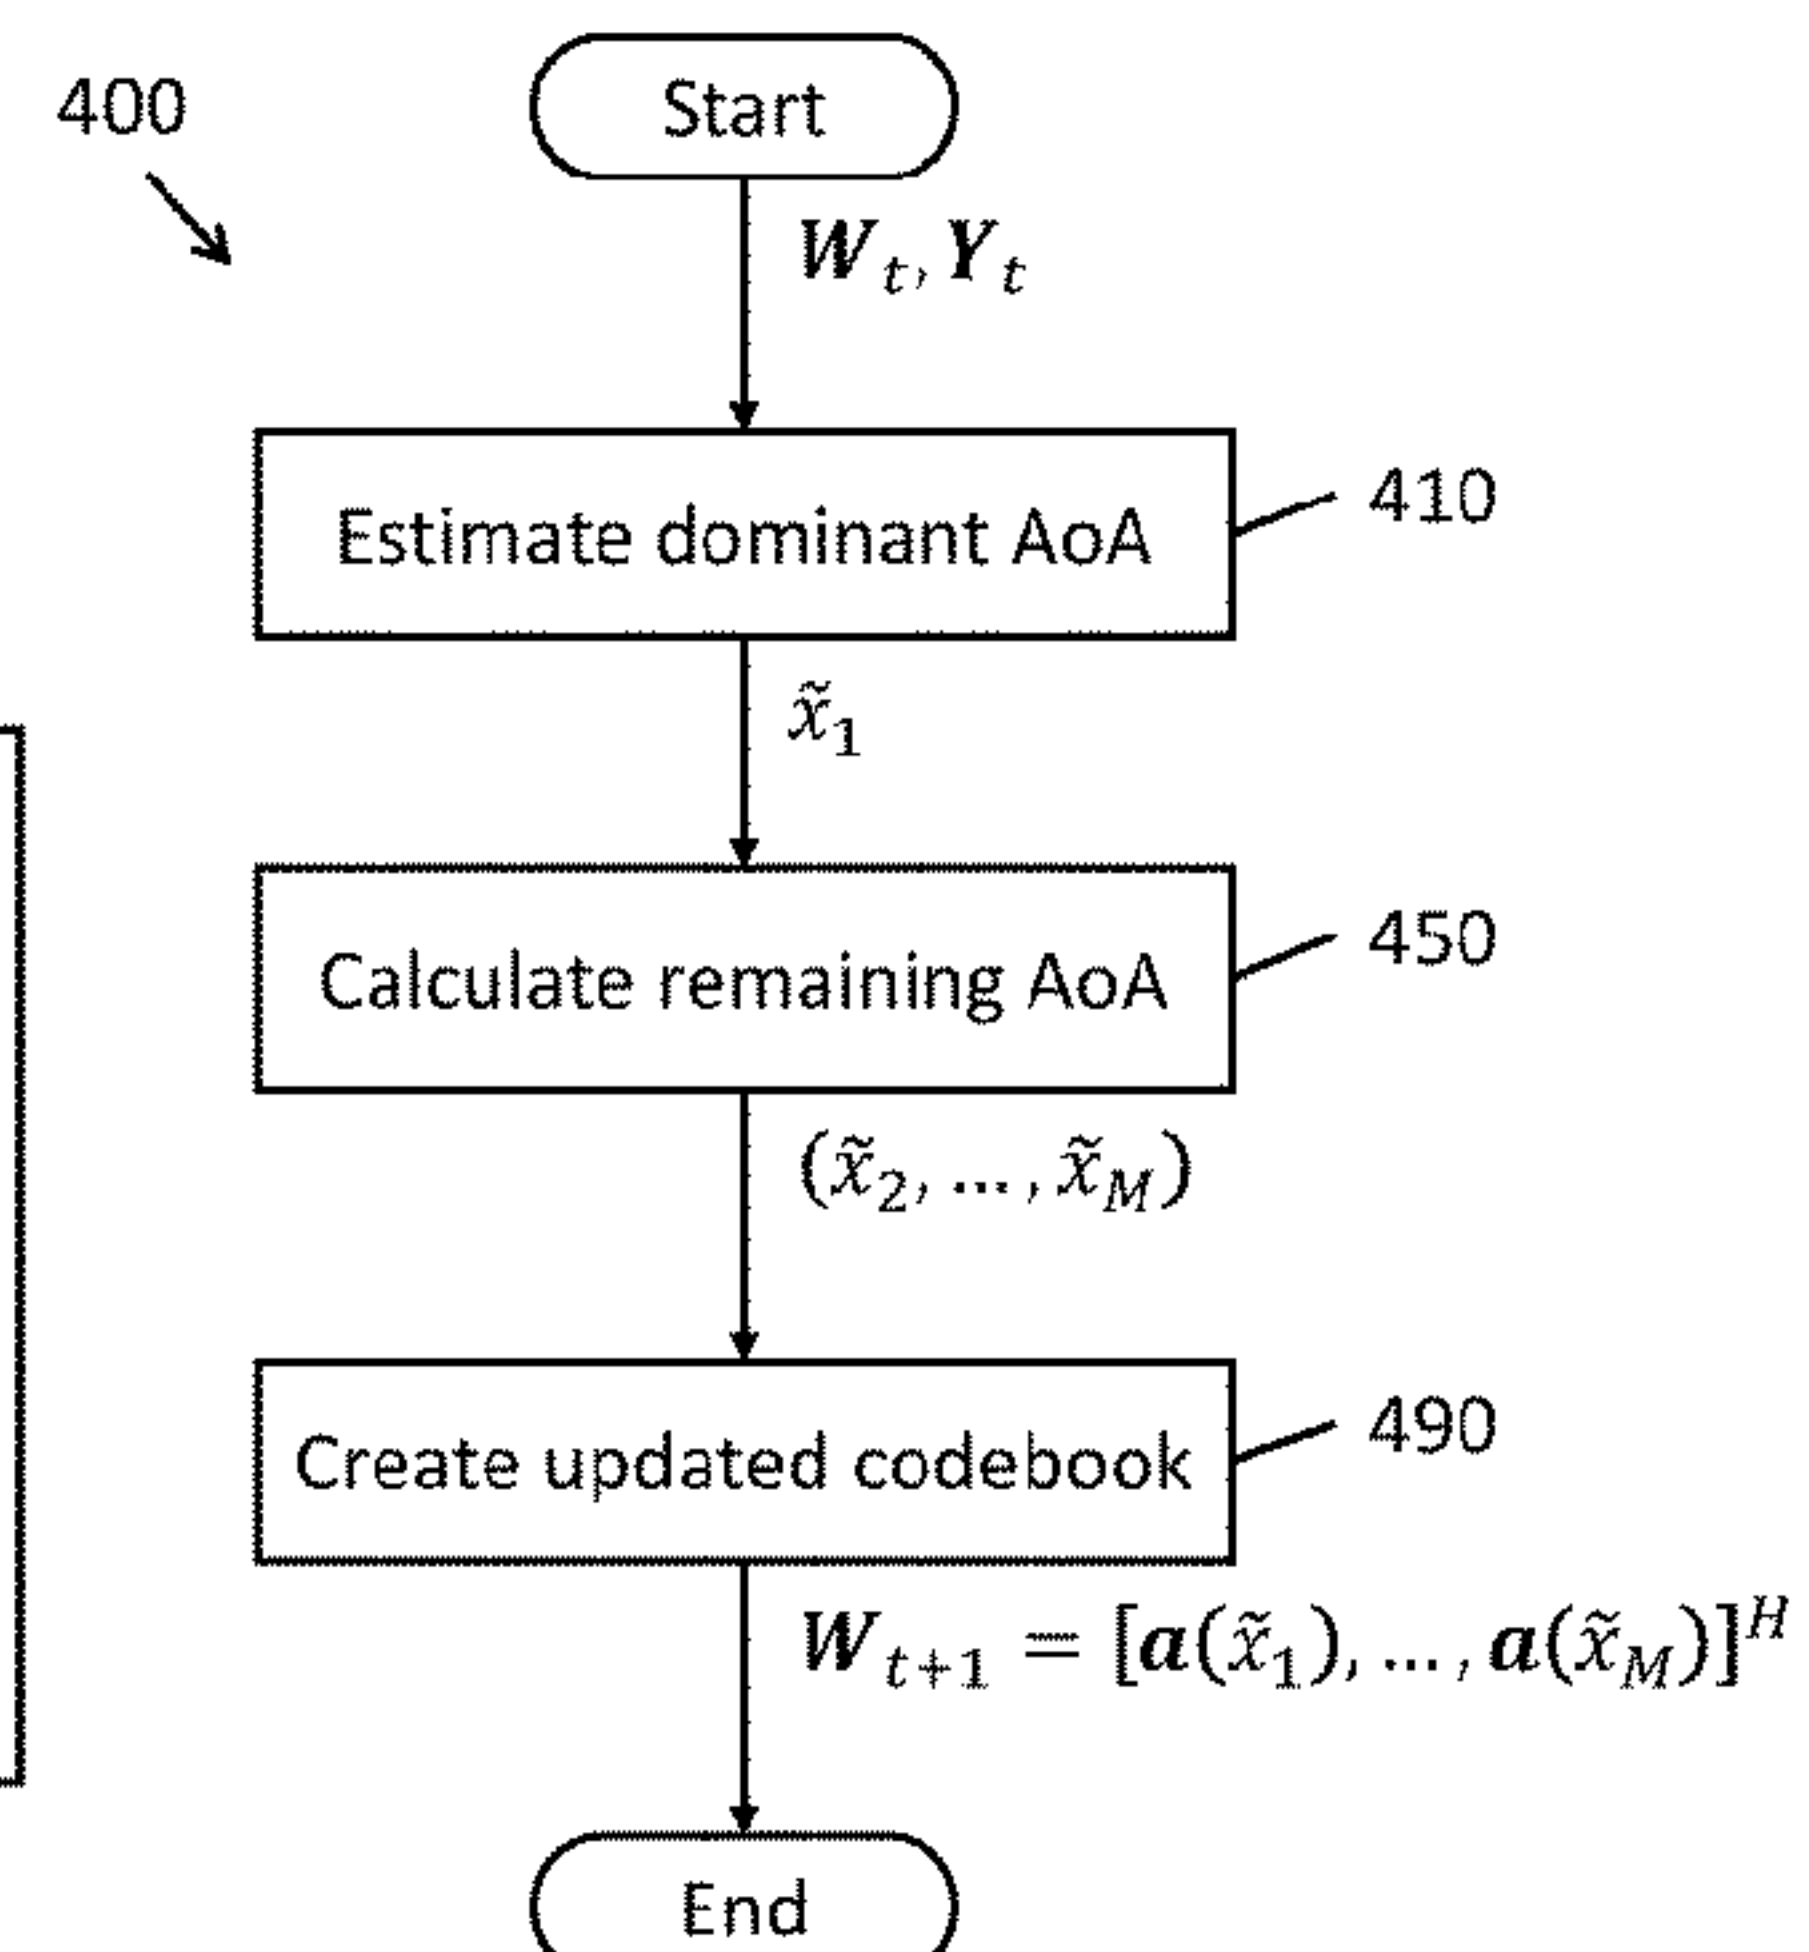 400
Start
W_t, Y_t
Estimate dominant AoA
410
x̃_1
Calculate remaining AoA
450
(x̃_2, ..., x̃_M)
Create updated codebook
490
W_{t+1} = [a(x̃_1), ..., a(x̃_M)]^H
End